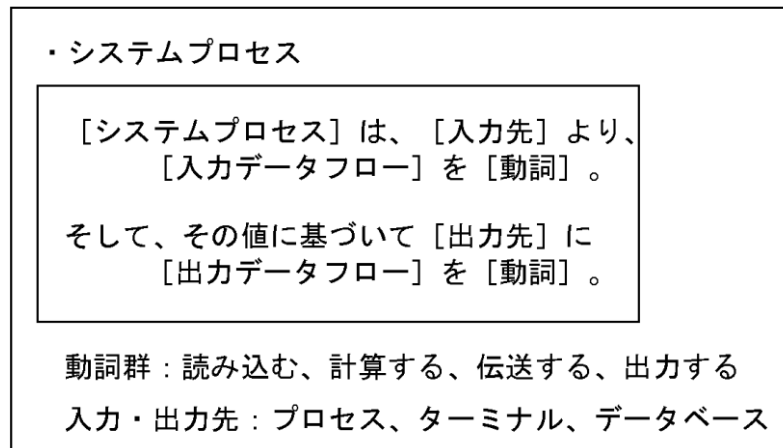 ・システムプロセス
［システムプロセス］は、［入力先］より、
［入力データフロー］を［動詞］。
そして、その値に基づいて［出力先］に
［出力データフロー］を［動詞］。
動詞群：読み込む、計算する、伝送する、出力する
入力・出力先：プロセス、ターミナル、データベース